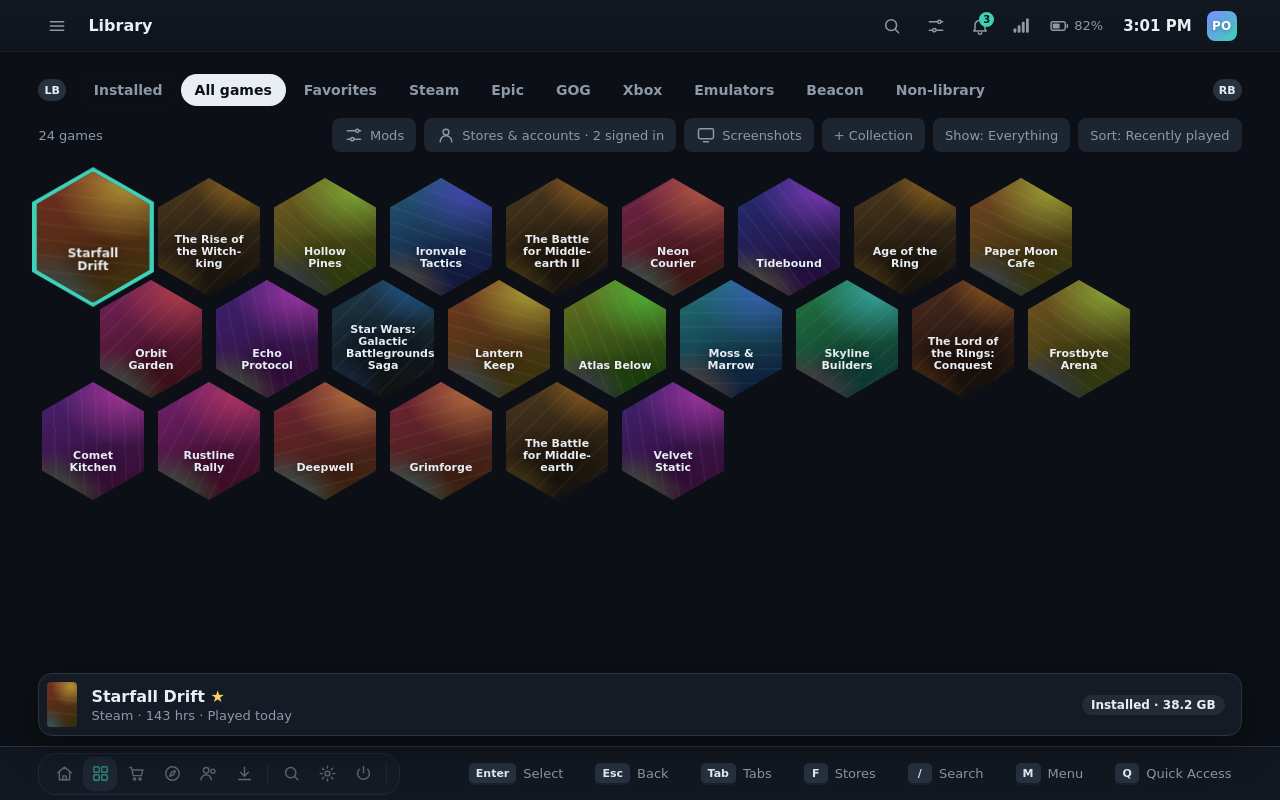 Library
3
82%
3:01 PM
PO
LB
Installed
All games
Favorites
Steam
Epic
GOG
Xbox
Emulators
Beacon
Non-library
RB
24 games
Mods
Stores & accounts · 2 signed in
Screenshots
+ Collection
Show: Everything
Sort: Recently played
Starfall
Drift
The Rise of
the Witch-
king
Hollow
Pines
Ironvale
Tactics
The Battle
for Middle-
earth II
Neon
Courier
Tidebound
Age of the
Ring
Paper Moon
Cafe
Orbit
Garden
Echo
Protocol
Star Wars:
Galactic
Battlegrounds
Saga
Lantern
Keep
Atlas Below
Moss &
Marrow
Skyline
Builders
The Lord of
the Rings:
Conquest
Frostbyte
Arena
Comet
Kitchen
Rustline
Rally
Deepwell
Grimforge
The Battle
for Middle-
earth
Velvet
Static
Starfall Drift ★
Steam · 143 hrs · Played today
Installed · 38.2 GB
Enter Select
Esc Back
Tab Tabs
F Stores
/ Search
M Menu
Q Quick Access